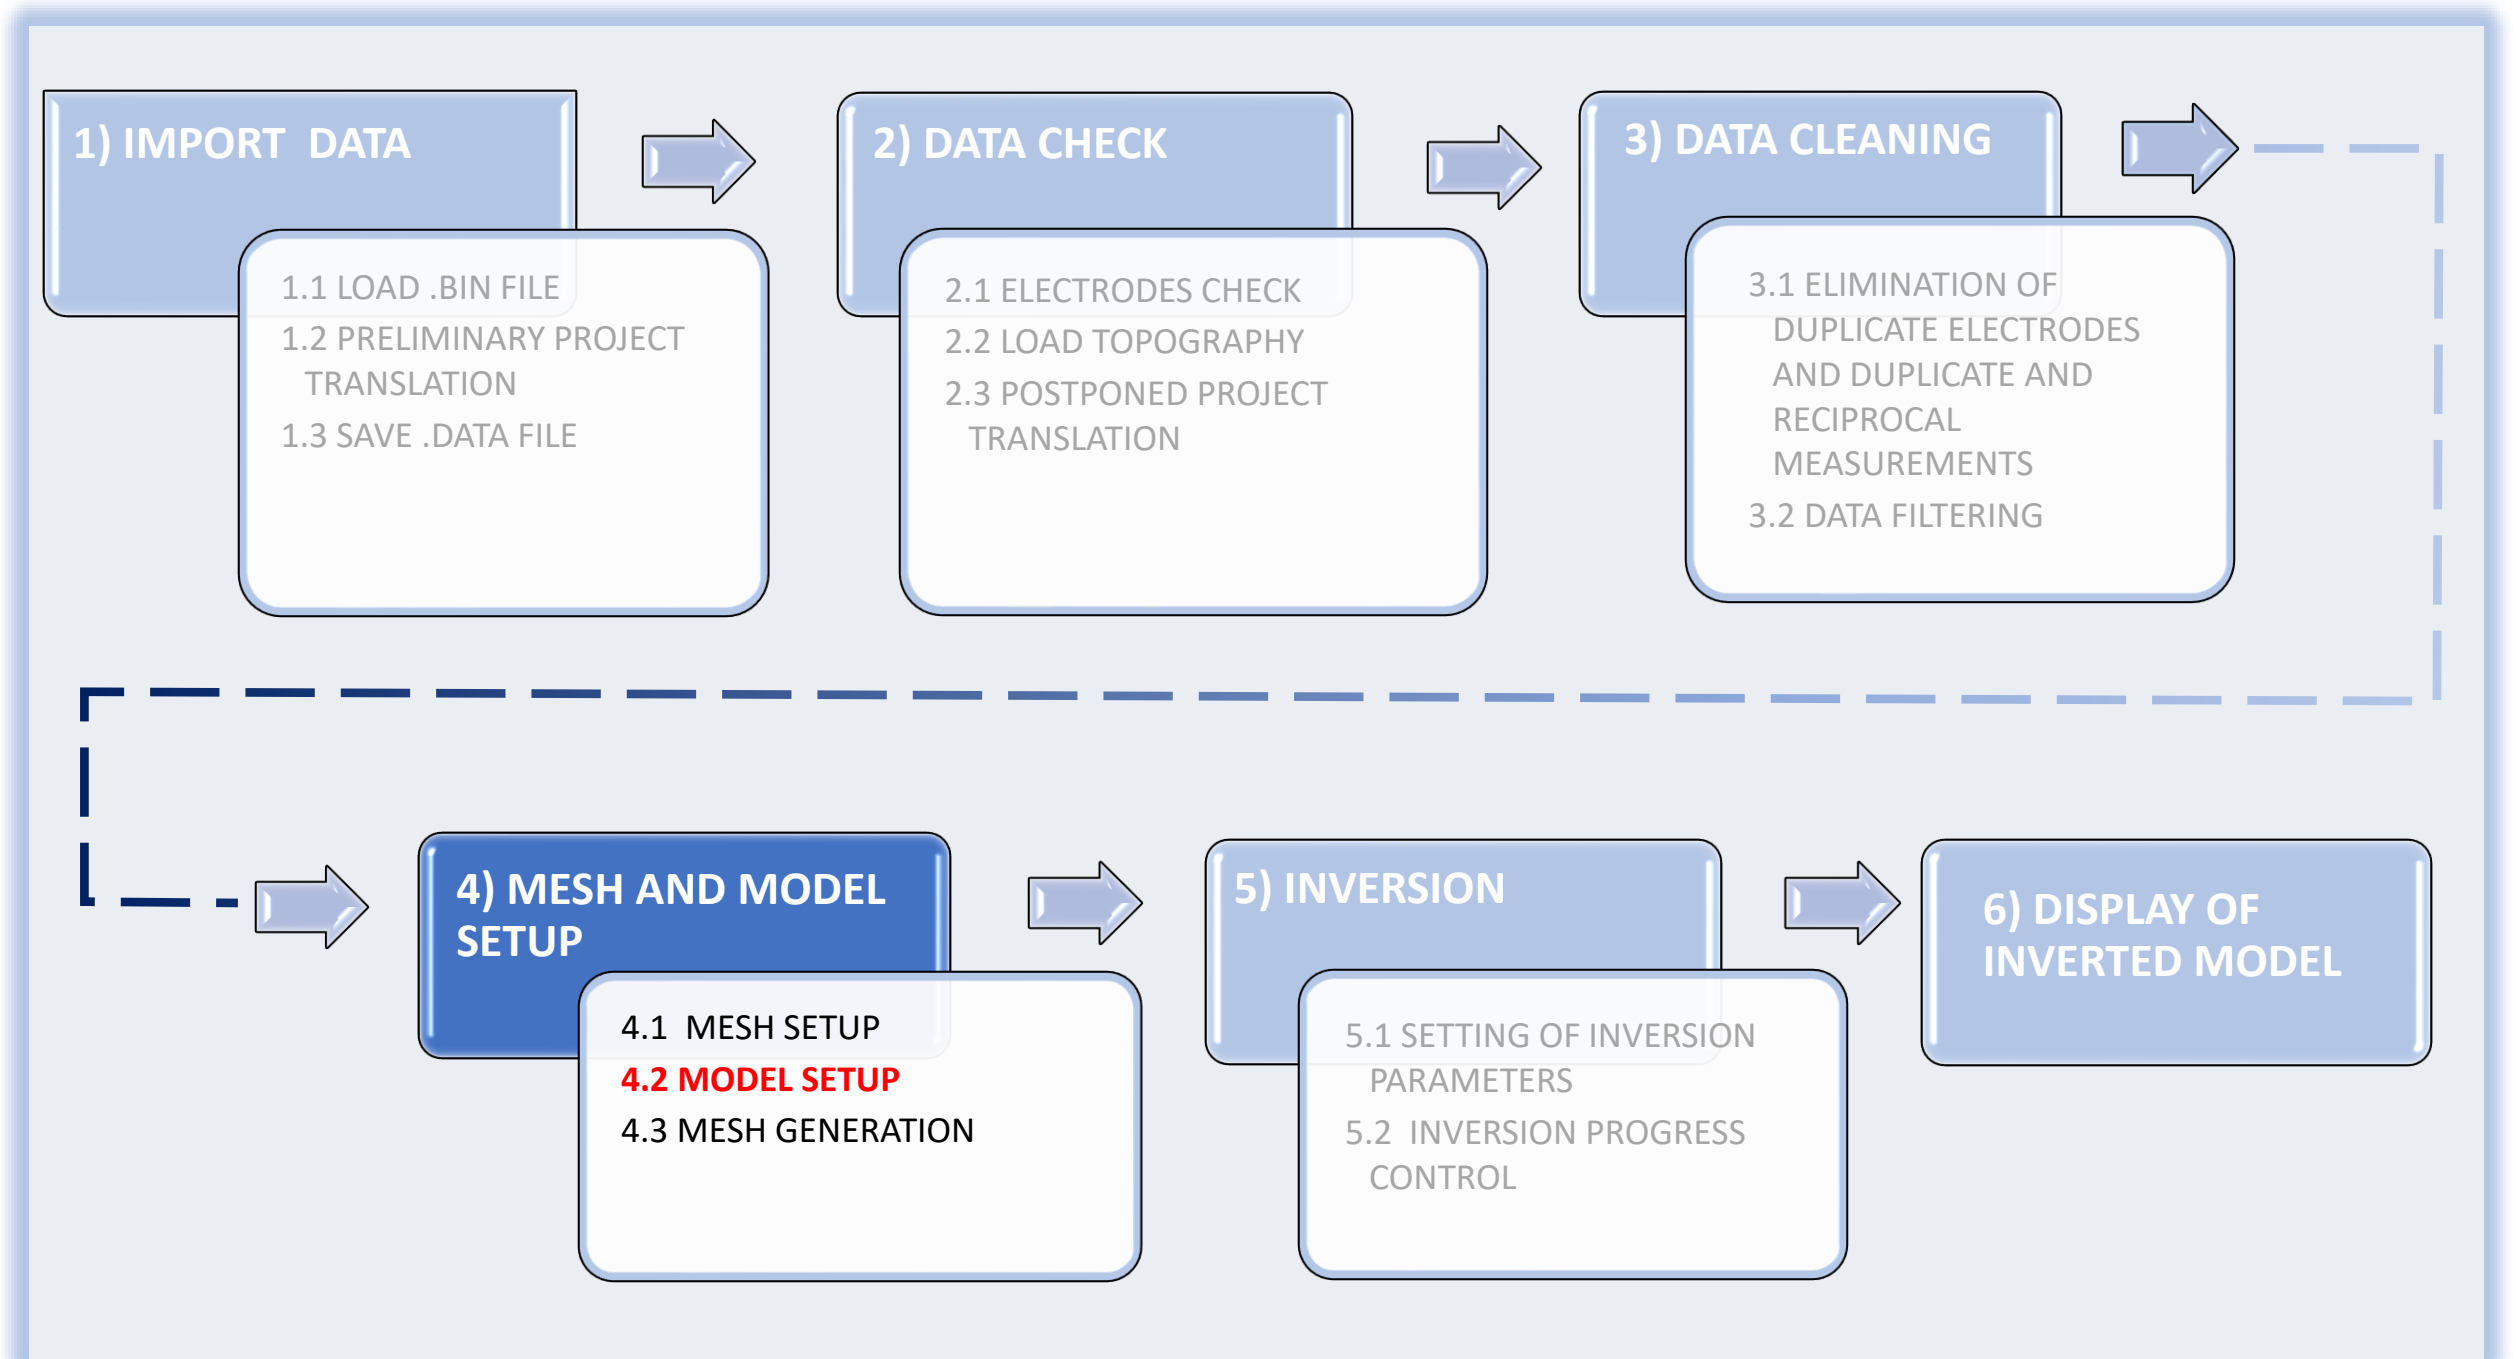 1) IMPORT  DATA
1.1 LOAD .BIN FILE
1.2 PRELIMINARY PROJECT
TRANSLATION
1.3 SAVE .DATA FILE
2) DATA CHECK
2.1 ELECTRODES CHECK
2.2 LOAD TOPOGRAPHY
2.3 POSTPONED PROJECT
TRANSLATION
3) DATA CLEANING
3.1 ELIMINATION OF
DUPLICATE ELECTRODES
AND DUPLICATE AND
RECIPROCAL
MEASUREMENTS
3.2 DATA FILTERING
4) MESH AND MODEL
SETUP
4.1  MESH SETUP
4.2 MODEL SETUP
4.3 MESH GENERATION
5) INVERSION
5.1 SETTING OF INVERSION
PARAMETERS
5.2  INVERSION PROGRESS
CONTROL
6) DISPLAY OF
INVERTED MODEL